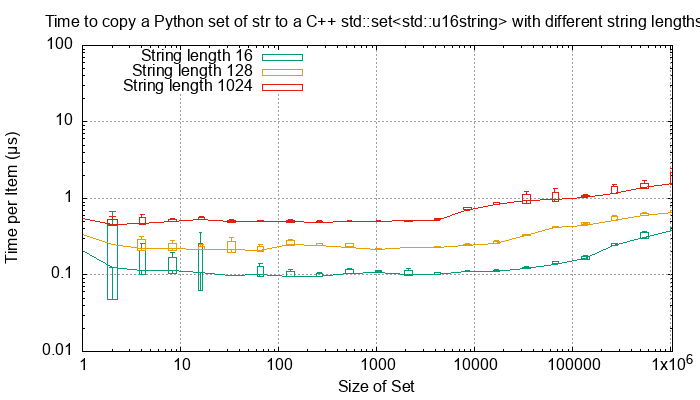 Time to copy a Python set of str to a C++ std::set<std::u16string> with different string lengths
100
10
1
0.1
0.01
Time per Item (µs)
String length 16
String length 128
String length 1024
1 10 100 1000 10000 100000 1x10⁶
Size of Set